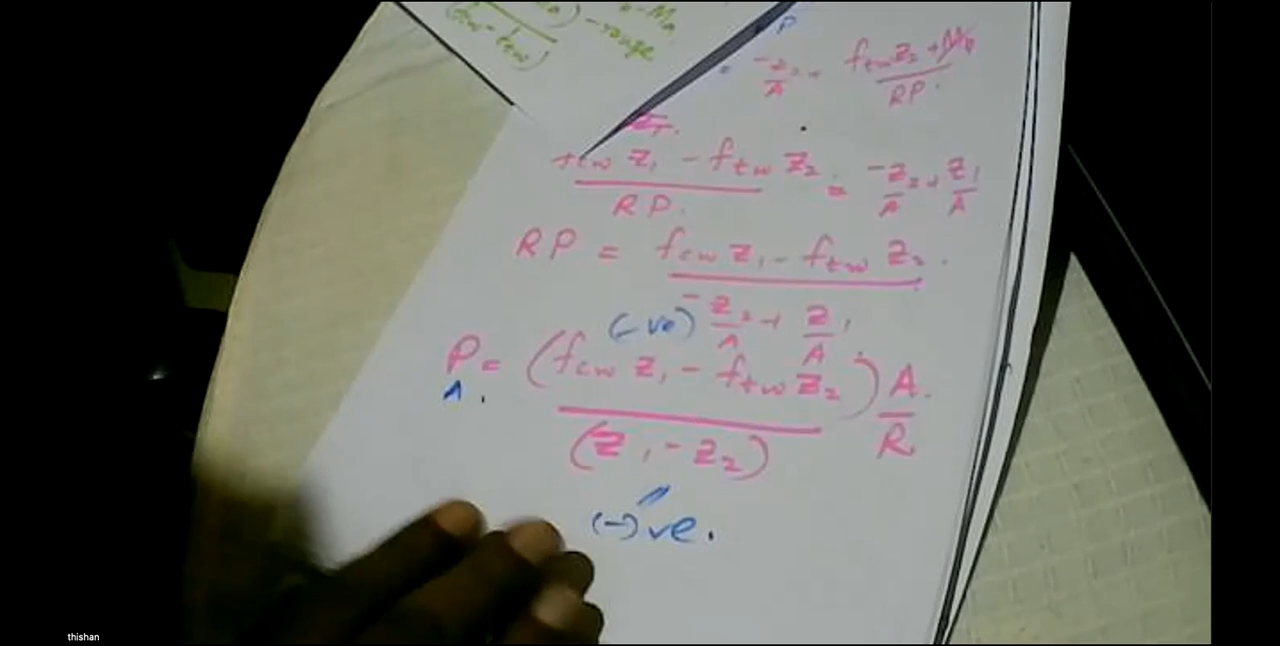 -range
P
-Z₂/A = (f_tw Z₂ + M₀)/RP.
(f_cw Z₁ - f_tw Z₂)/RP. = -Z₂/A + Z₁/A
RP = (f_cw Z₁ - f_tw Z₂.)/(-Z₂/A + Z₁/A)
(-ve)
P = (f_cw Z₁ - f_tw Z₂)/(Z₁ - Z₂) A./R
(-)ve.
thishan